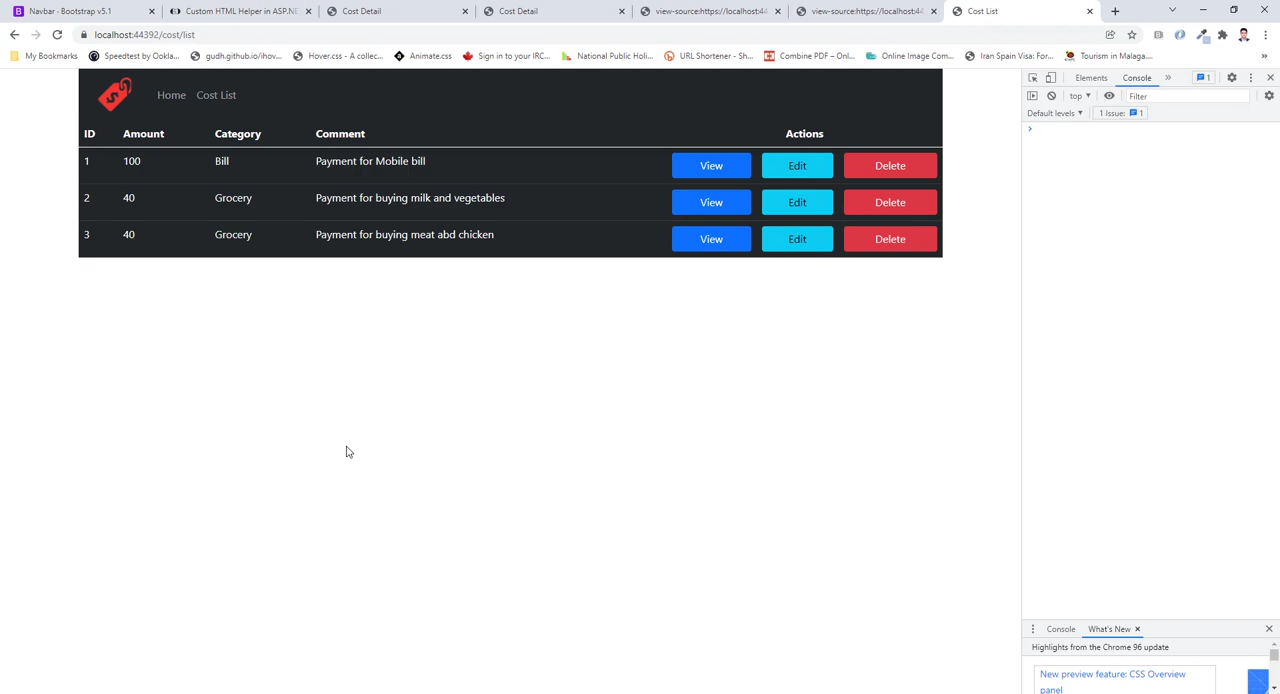 Navbar · Bootstrap v5.1
Custom HTML Helper in ASP.NE
Cost Detail
Cost Detail
view-source:https://localhost:44
view-source:https://localhost:44
Cost List
localhost:44392/cost/list
My Bookmarks
Speedtest by Ookla...
gudh.github.io/ihov...
Hover.css - A collec...
Animate.css
Sign in to your IRC...
National Public Holi...
URL Shortener - Sh...
Combine PDF – Onl...
Online Image Com...
Iran Spain Visa: For...
Tourism in Malaga....
»
Home
Cost List
ID Amount Category Comment Actions
1 100 Bill Payment for Mobile bill View Edit Delete
2 40 Grocery Payment for buying milk and vegetables View Edit Delete
3 40 Grocery Payment for buying meat abd chicken View Edit Delete
Elements
Console
»
1
top
Filter
Default levels
1 Issue:
1
Console
What's New
Highlights from the Chrome 96 update
New preview feature: CSS Overview
panel